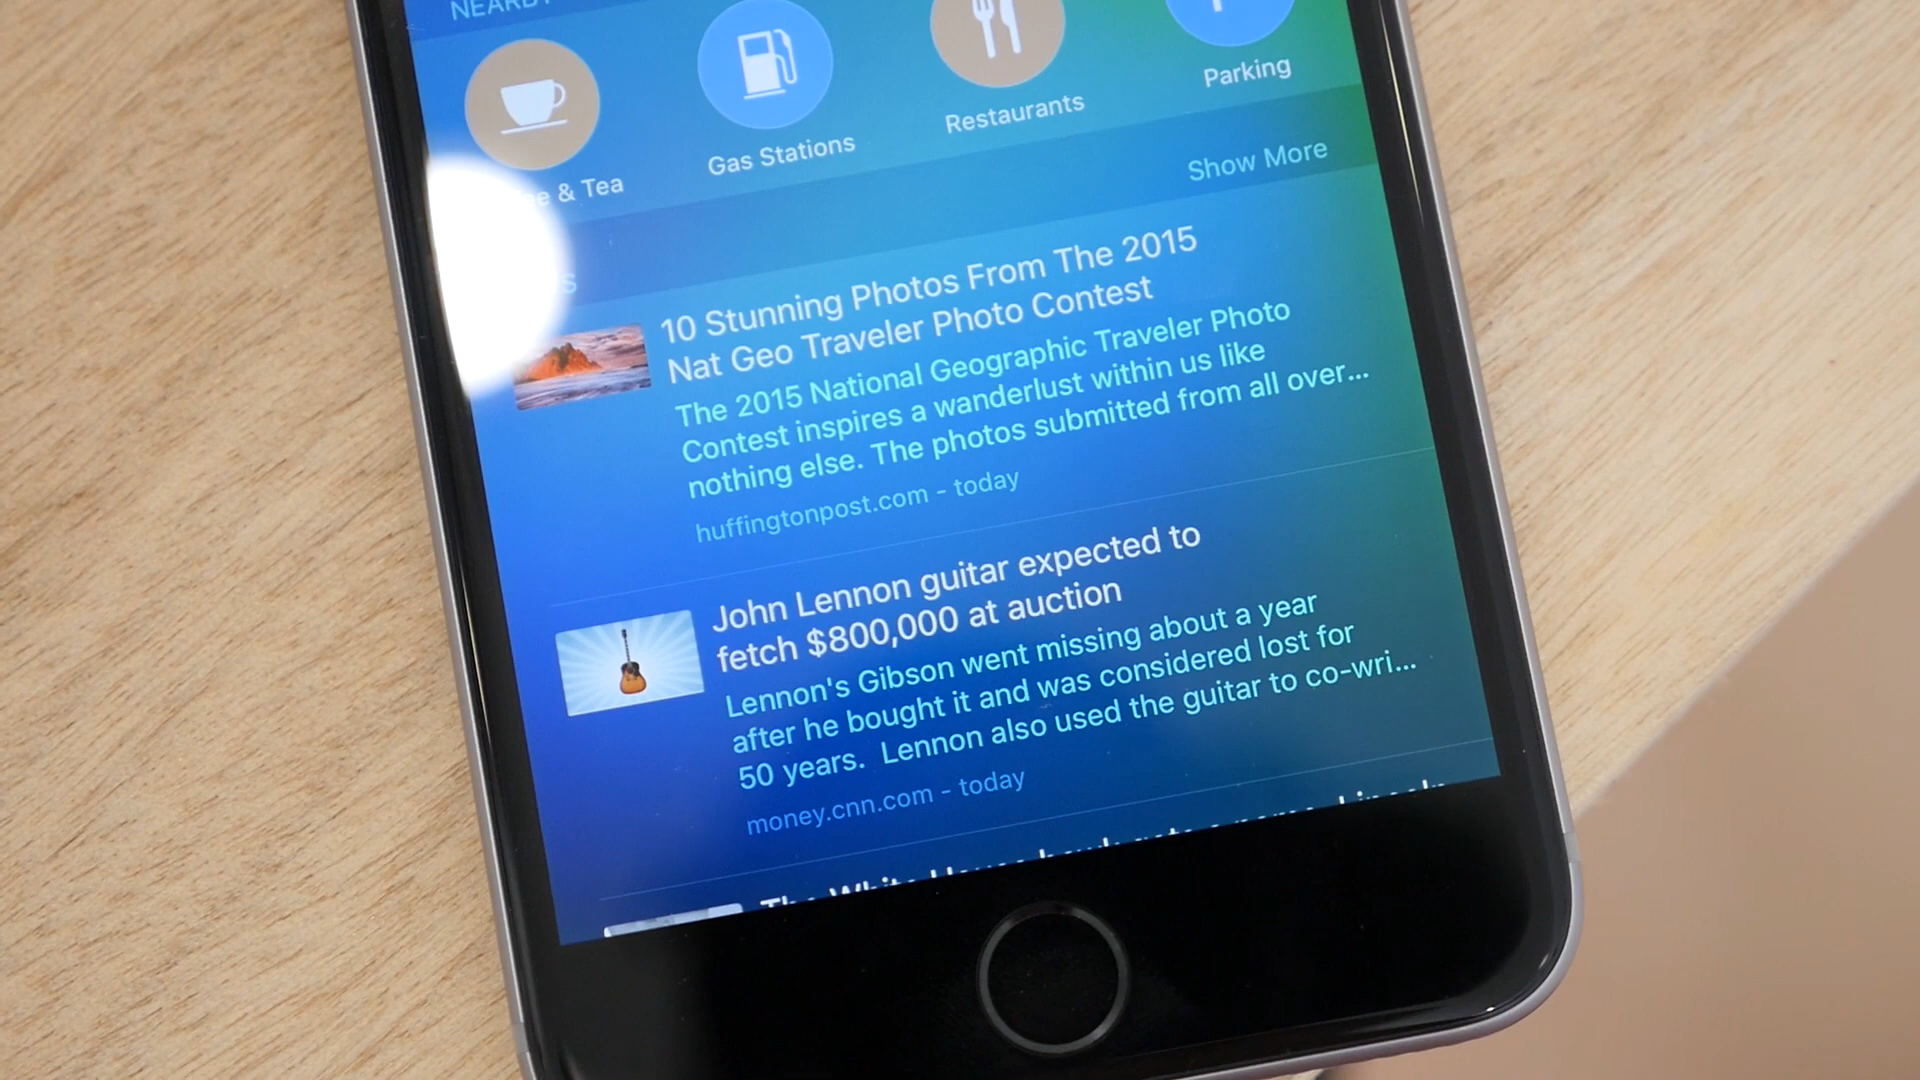 NEARBY
& Tea
Gas Stations
Restaurants
Parking
Show More
10 Stunning Photos From The 2015
Nat Geo Traveler Photo Contest
The 2015 National Geographic Traveler Photo
Contest inspires a wanderlust within us like
nothing else. The photos submitted from all over...
huffingtonpost.com - today
John Lennon guitar expected to
fetch $800,000 at auction
Lennon's Gibson went missing about a year
after he bought it and was considered lost for
50 years. Lennon also used the guitar to co-wri...
money.cnn.com - today
The White House